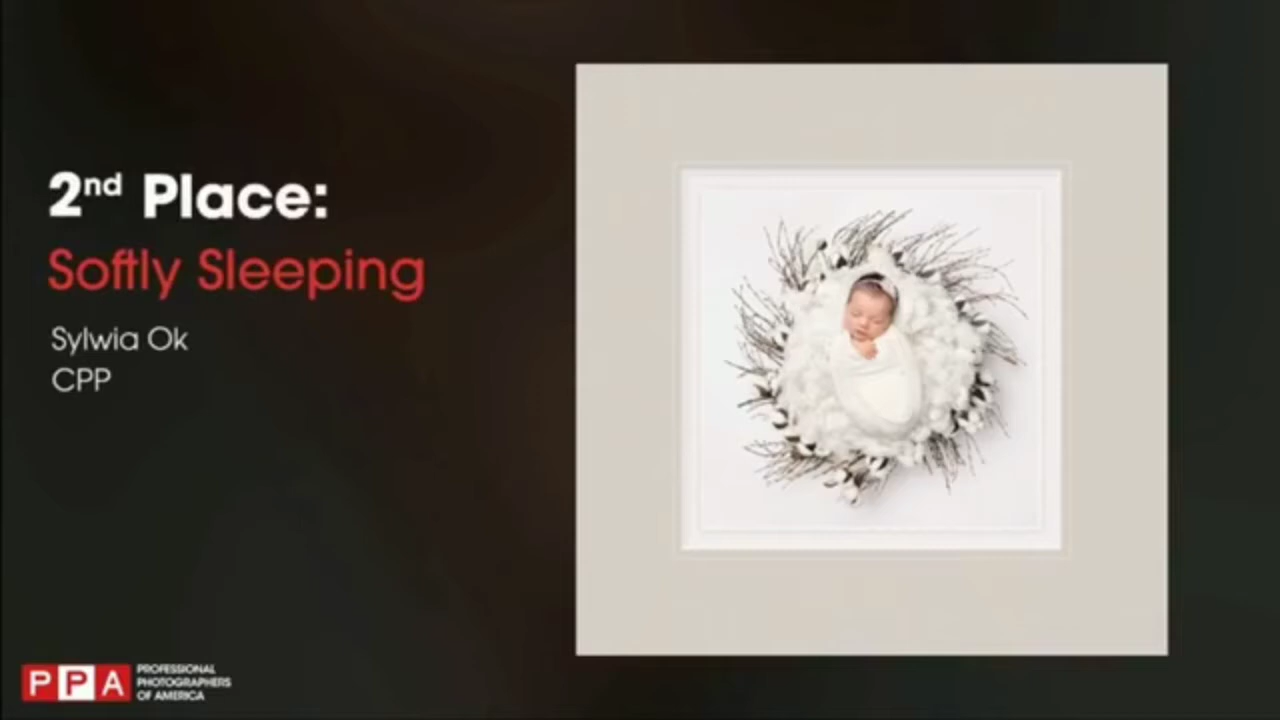 2nd Place:
Softly Sleeping
Sylwia Ok
CPP
PPA PROFESSIONAL
PHOTOGRAPHERS
OF AMERICA